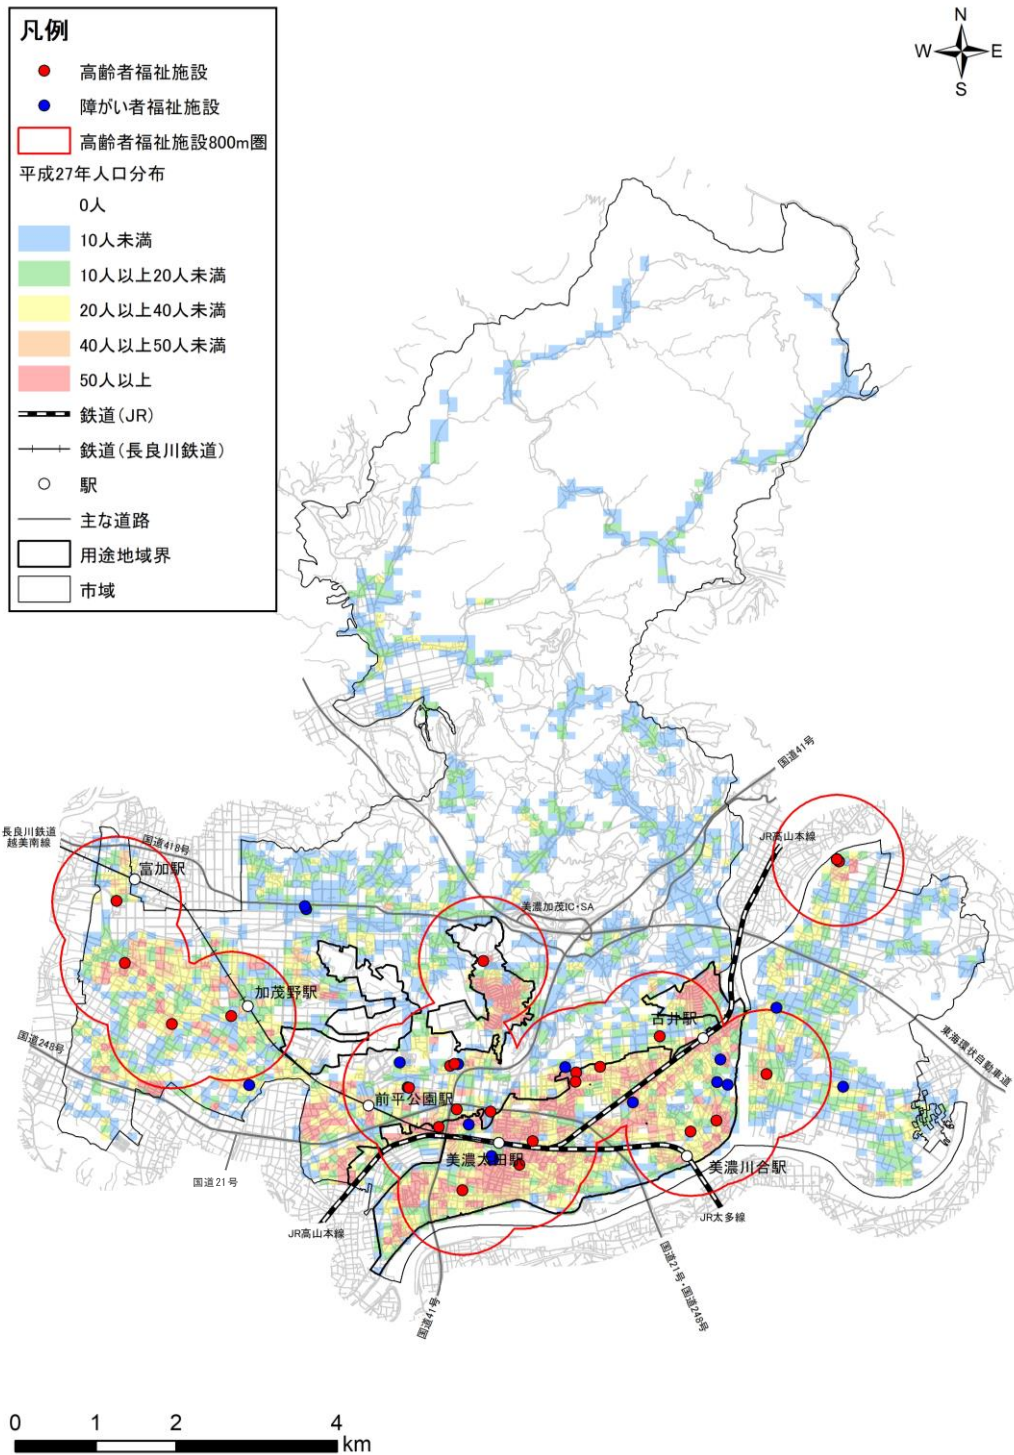 凡例
高齢者福祉施設
障がい者福祉施設
高齢者福祉施設800m圏
平成27年人口分布
0人
10人未満
10人以上20人未満
20人以上40人未満
40人以上50人未満
50人以上
鉄道(JR)
鉄道(長良川鉄道)
駅
主な道路
用途地域界
市域
N
W E
S
国道41号
長良川鉄道
越美南線
国道418号
JR高山本線
富加駅
美濃加茂IC・SA
加茂野駅
古井駅
国道248号
東海環状自動車道
前平公園駅
美濃太田駅
美濃川合駅
国道21号
JR高山本線
JR太多線
国道41号
国道21号・国道248号
0 1 2 4
km